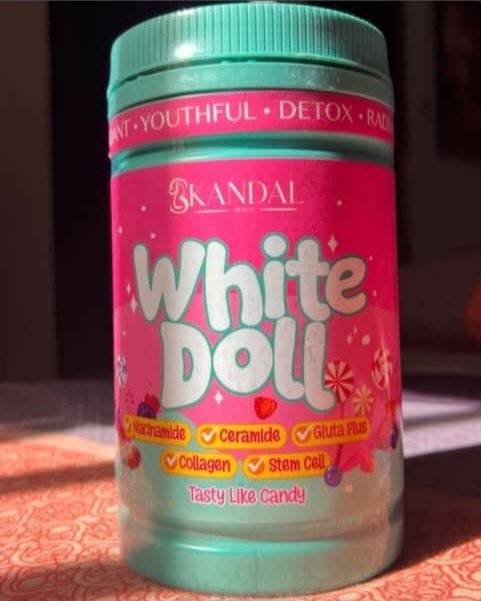 YOUTHFUL • DETOX •
SKANDAL
White
DOLL
Niacinamide
Ceramide
Gluta Plus
Collagen
Stem Cell
Tasty Like Candy